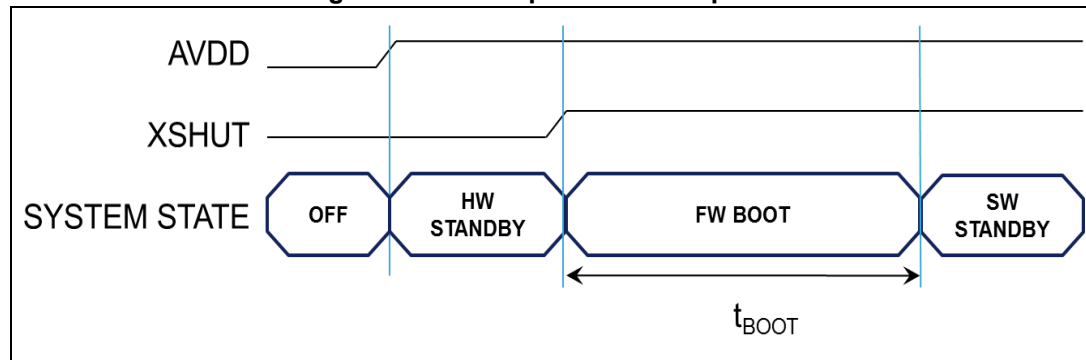 AVDD
XSHUT
SYSTEM STATE
OFF
HW
STANDBY
FW BOOT
SW
STANDBY
tBOOT